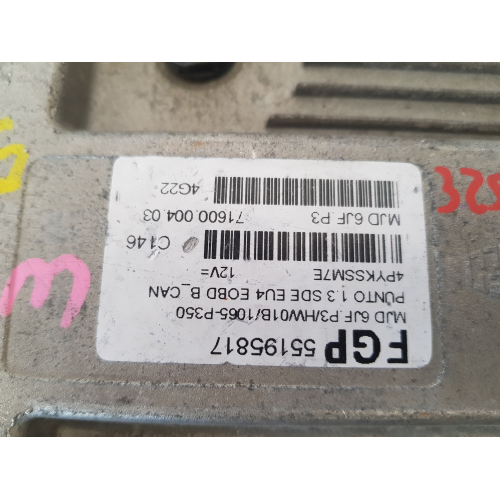 FGP 55195817
MJD 6JF.P3/HW01B/1065-P350
PUNTO 1.3 SDE EU4 EOBD B_CAN
4PYKSSM7E 12V=
C146
MJD 6JF P3 71600.004.03
4G22